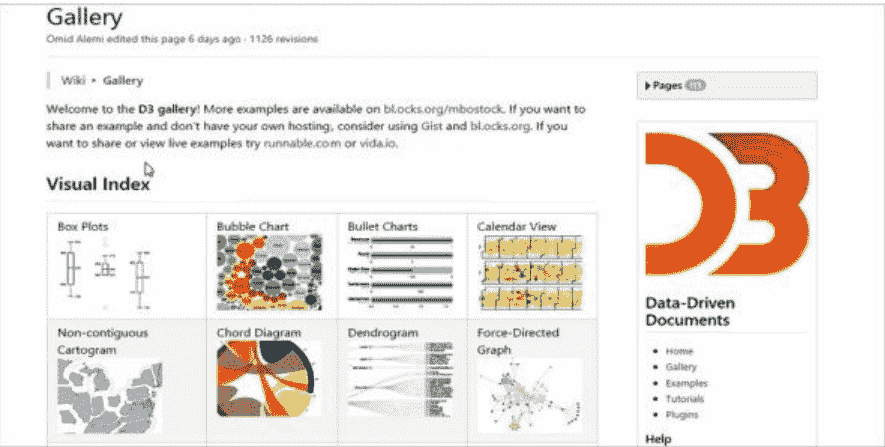 Gallery
Omid Alemi edited this page 6 days ago · 1126 revisions
Wiki ▸ Gallery
Welcome to the D3 gallery! More examples are available on bl.ocks.org/mbostock. If you want to
share an example and don't have your own hosting, consider using Gist and bl.ocks.org. If you
want to share or view live examples try runnable.com or vida.io.
Visual Index
Box Plots
Bubble Chart
Bullet Charts
Calendar View
Non-contiguous
Cartogram
Chord Diagram
Dendrogram
Force-Directed
Graph
Pages
D3
Data-Driven
Documents
Home
Gallery
Examples
Tutorials
Plugins
Help